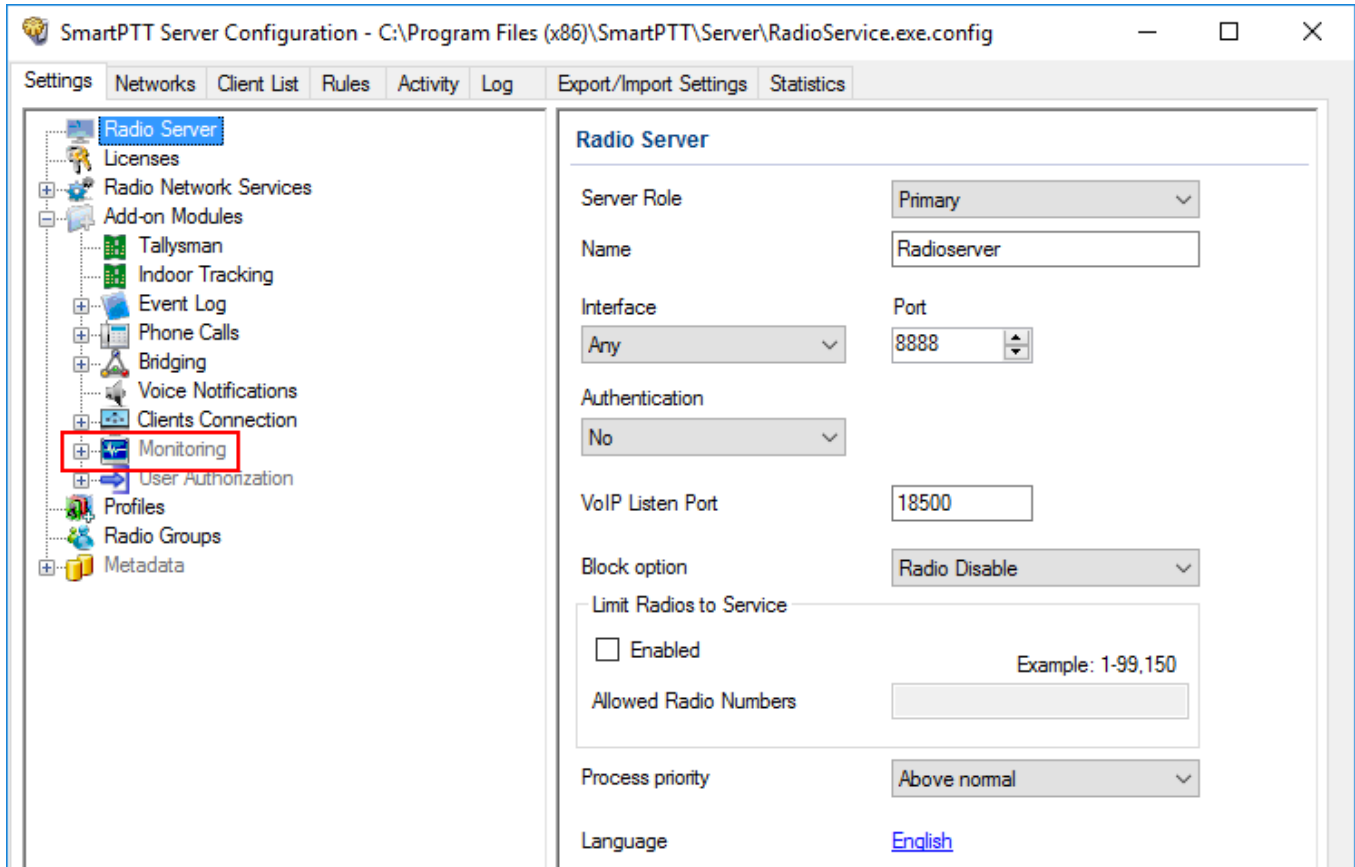 SmartPTT Server Configuration - C:\Program Files (x86)\SmartPTT\Server\RadioService.exe.config
Settings Networks Client List Rules Activity Log Export/Import Settings Statistics
Radio Server
Licenses
Radio Network Services
Add-on Modules
Tallysman
Indoor Tracking
Event Log
Phone Calls
Bridging
Voice Notifications
Clients Connection
Monitoring
User Authorization
Profiles
Radio Groups
Metadata
Radio Server
Server Role Primary
Name Radioserver
Interface Port
Any 8888
Authentication
No
VoIP Listen Port 18500
Block option Radio Disable
Limit Radios to Service
Enabled
Example: 1-99,150
Allowed Radio Numbers
Process priority Above normal
Language English